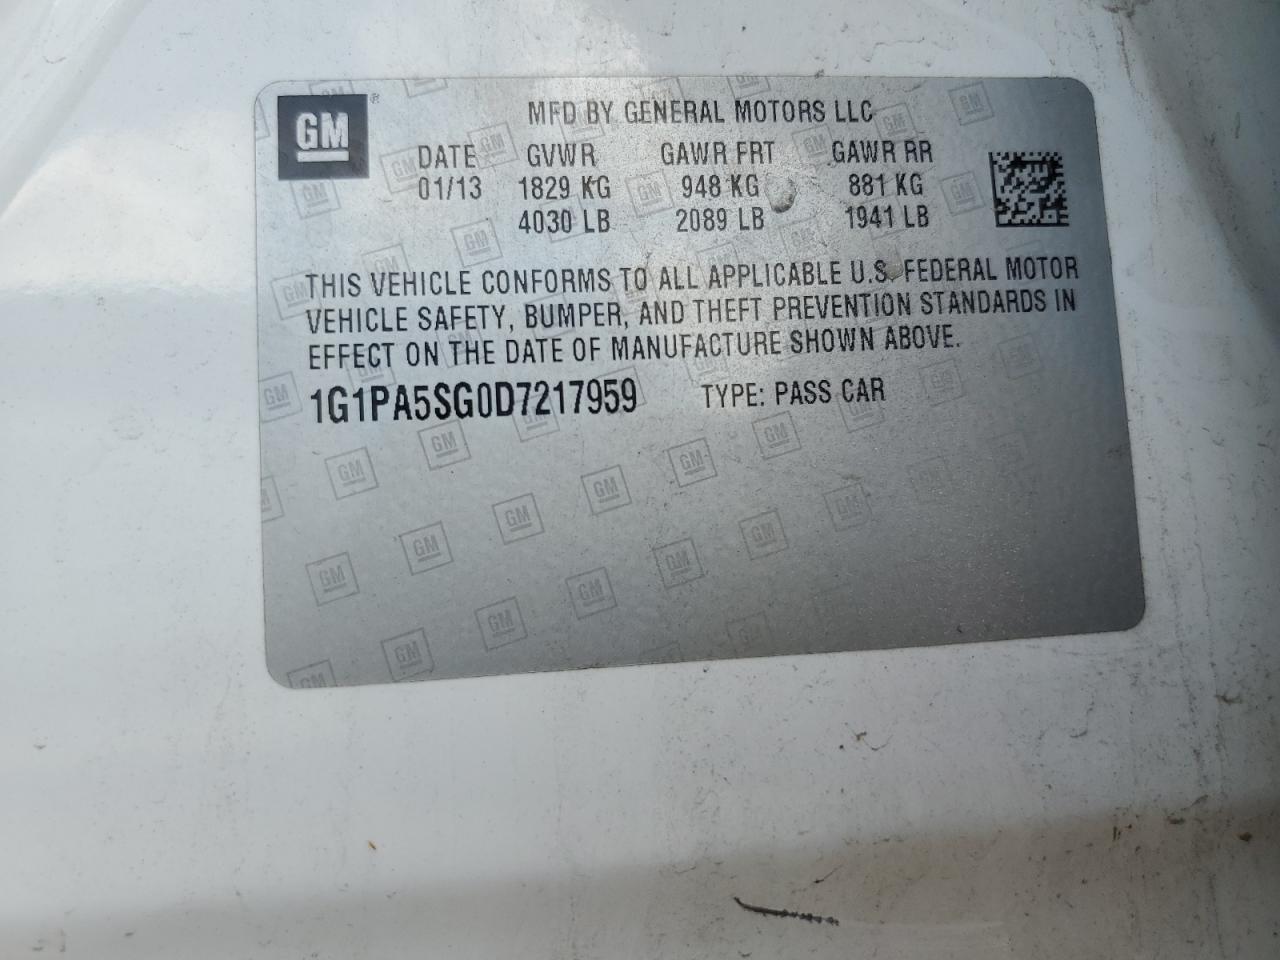 GM ®
MFD BY GENERAL MOTORS LLC
DATE GVWR GAWR FRT GAWR RR
01/13 1829 KG 948 KG 881 KG
4030 LB 2089 LB 1941 LB
THIS VEHICLE CONFORMS TO ALL APPLICABLE U.S. FEDERAL MOTOR
VEHICLE SAFETY, BUMPER, AND THEFT PREVENTION STANDARDS IN
EFFECT ON THE DATE OF MANUFACTURE SHOWN ABOVE.
1G1PA5SG0D7217959 TYPE: PASS CAR